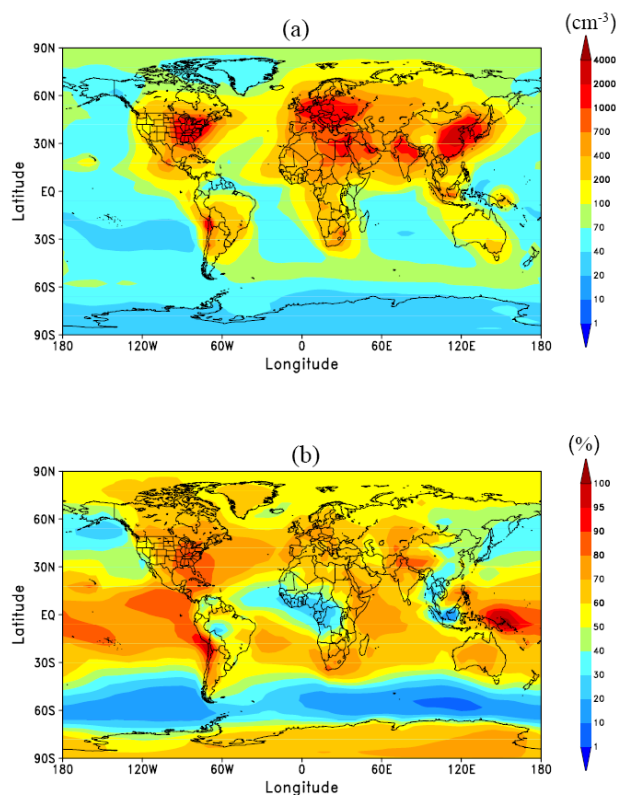 (a)
(cm-3)
90N
60N
30N
EQ
30S
60S
90S
Latitude
180
120W
60W
0
60E
120E
180
Longitude
4000
2000
1000
700
400
200
100
70
40
20
10
1
(b)
(%)
90N
60N
30N
EQ
30S
60S
90S
Latitude
180
120W
60W
0
60E
120E
180
Longitude
100
95
90
80
70
60
50
40
30
20
10
1